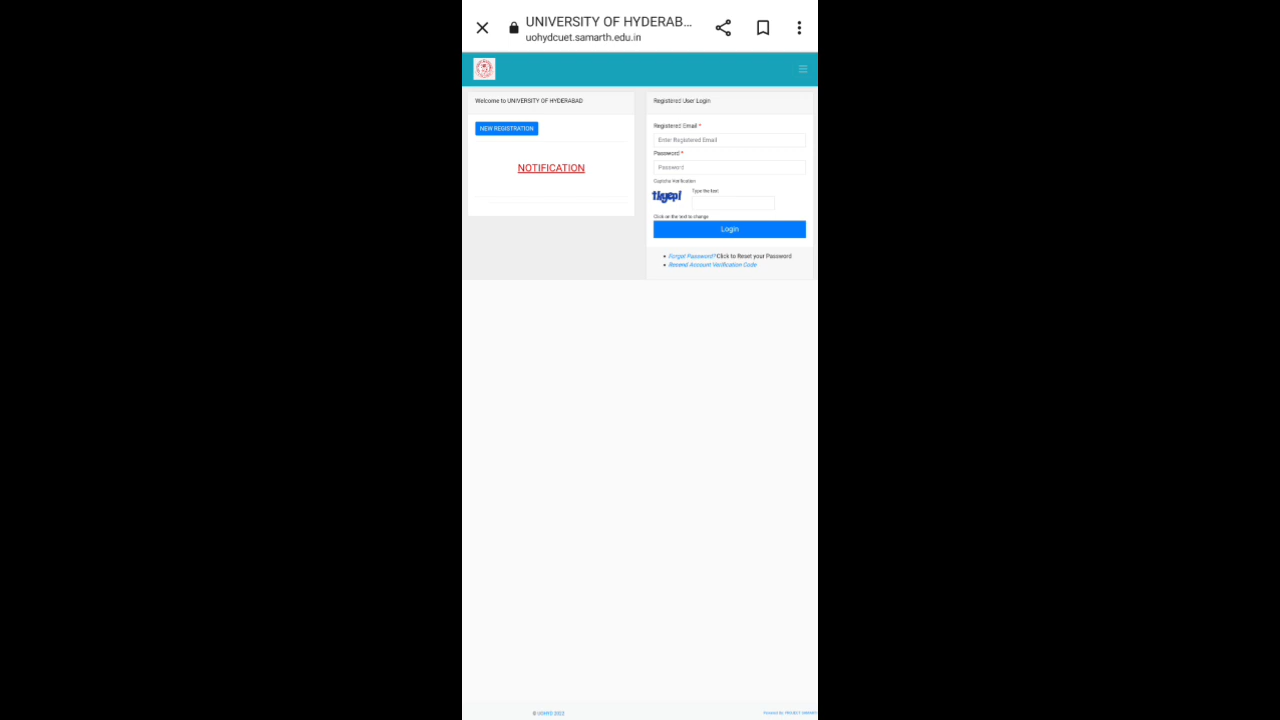 UNIVERSITY OF HYDERAB...
uohydcuet.samarth.edu.in
Welcome to UNIVERSITY OF HYDERABAD
NEW REGISTRATION
NOTIFICATION
Registered User Login
Registered Email *
Enter Registered Email
Password *
Password
Captcha Verification
Type the text
Click on the text to change
Login
Forgot Password? Click to Reset your Password
Resend Account Verification Code
©
Powered By